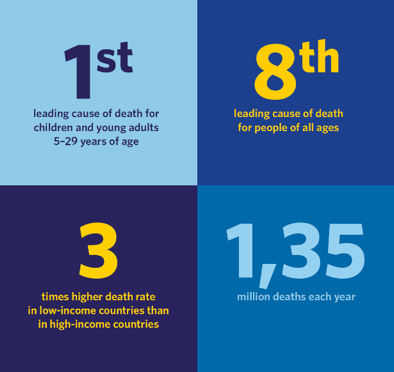 1st
leading cause of death for
children and young adults
5–29 years of age
8th
leading cause of death
for people of all ages
3
times higher death rate
in low-income countries than
in high-income countries
1,35
million deaths each year